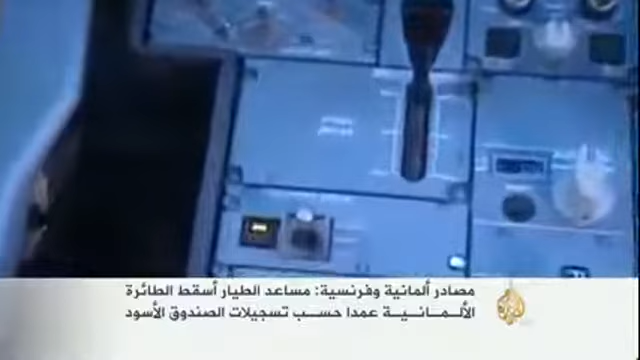 مصادر ألمانية وفرنسية: مساعد الطيار أسقط الطائرة
الألمانية عمدا حسب تسجيلات الصندوق الأسود